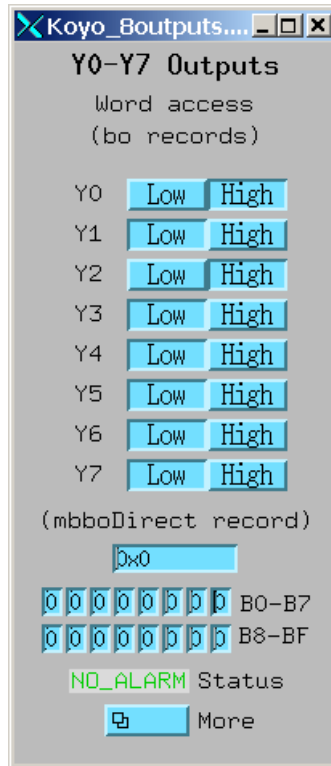 Koyo_8outputs....
Y0-Y7 Outputs
Word access
(bo records)
Y0 Low High
Y1 Low High
Y2 Low High
Y3 Low High
Y4 Low High
Y5 Low High
Y6 Low High
Y7 Low High
(mbboDirect record)
0x0
0 0 0 0 0 0 0 0 B0-B7
0 0 0 0 0 0 0 0 B8-BF
NO_ALARM Status
More